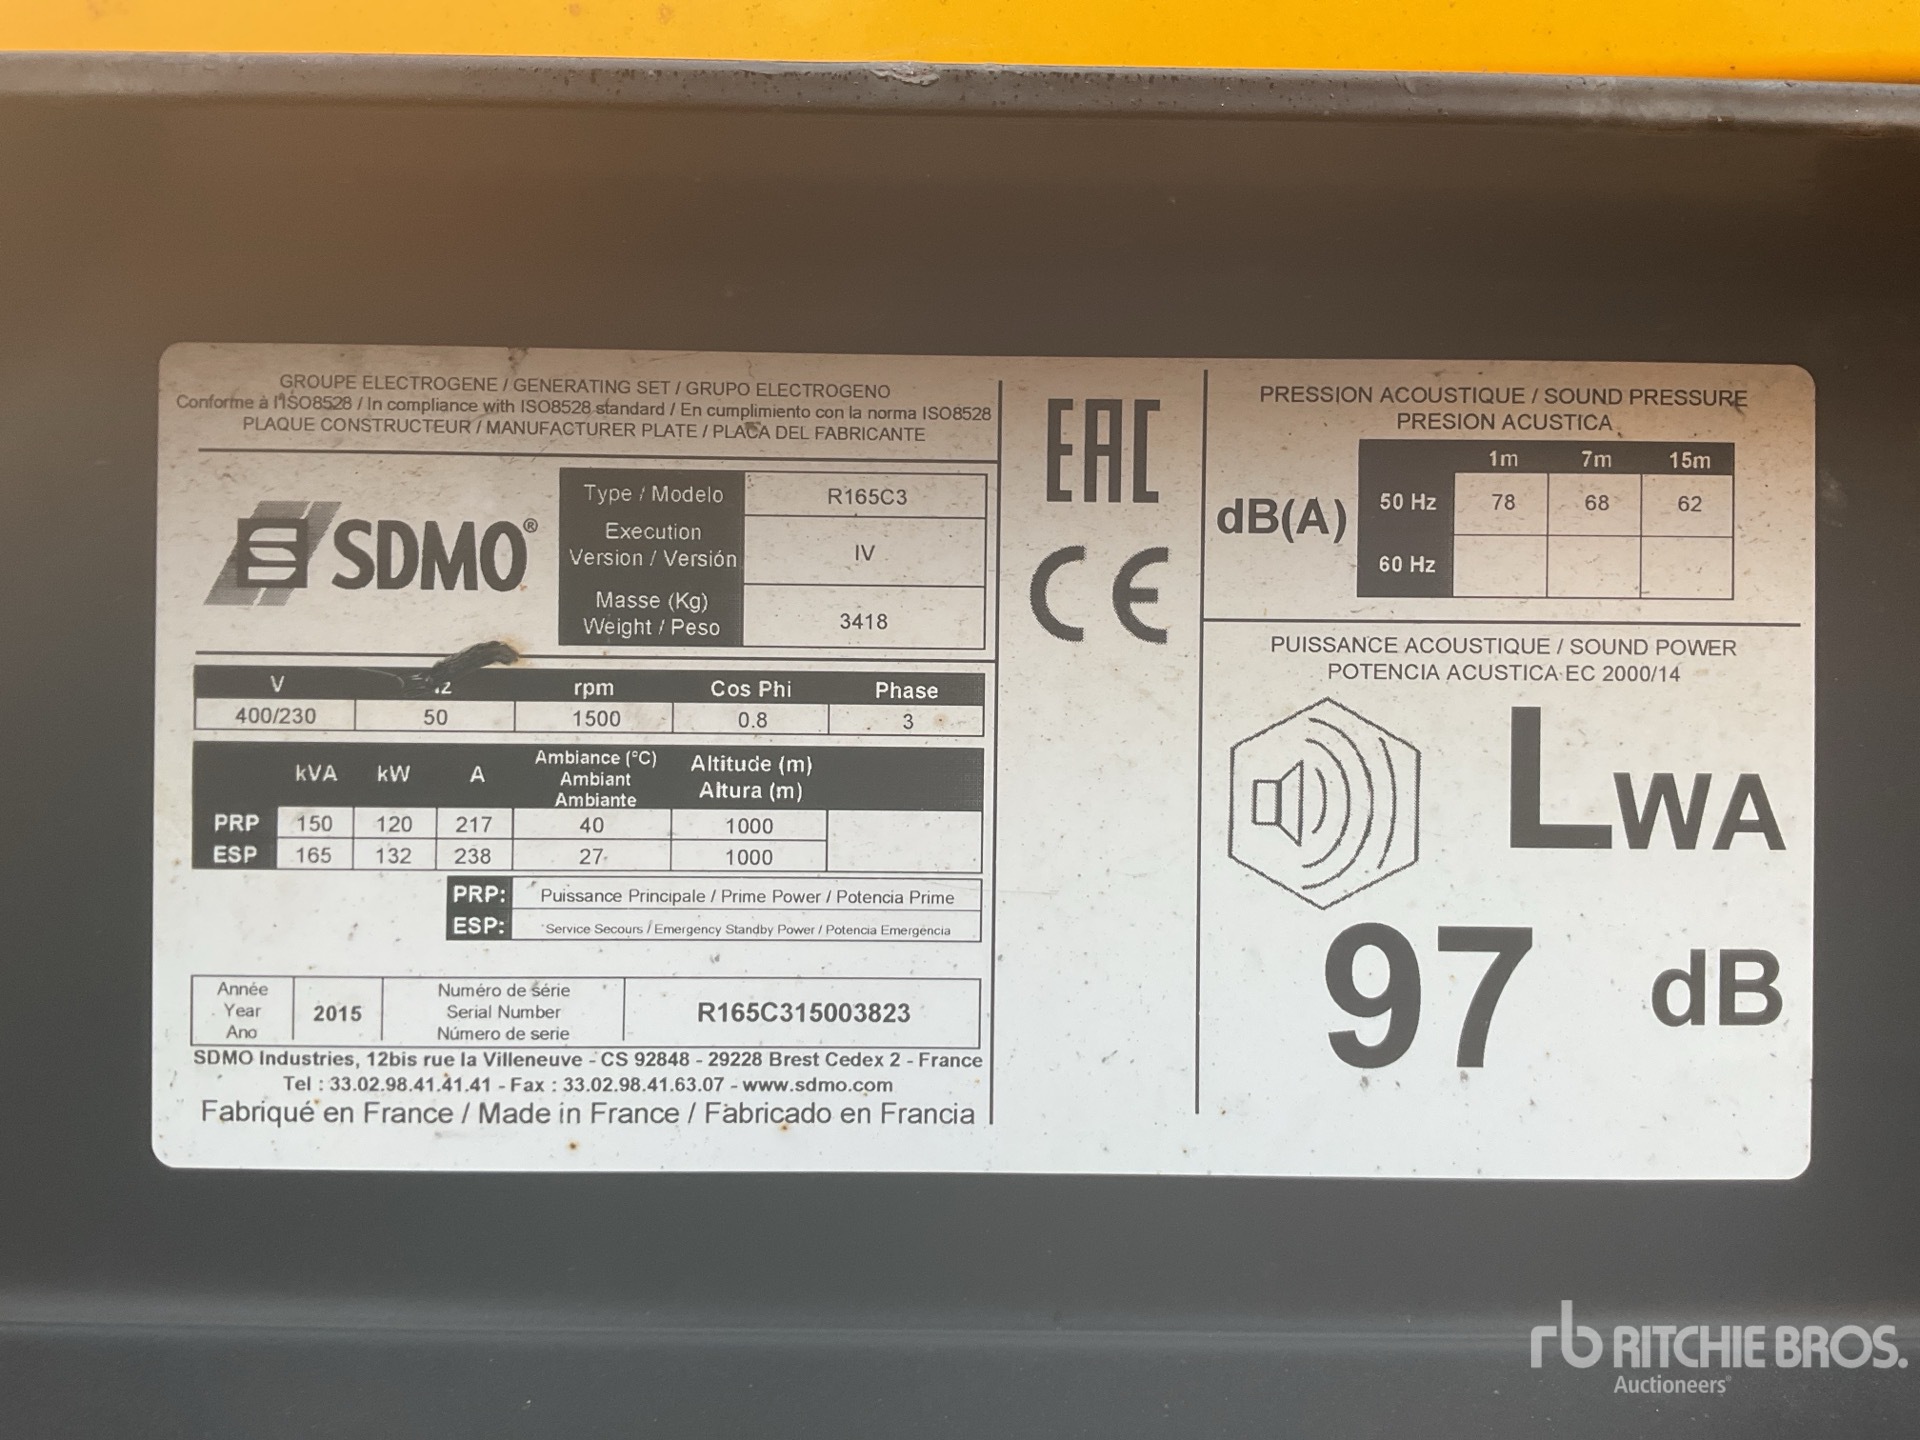 GROUPE ELECTROGENE / GENERATING SET / GRUPO ELECTROGENO
Conforme à l'ISO8528 / In compliance with ISO8528 standard / En cumplimiento con la norma ISO8528
PLAQUE CONSTRUCTEUR / MANUFACTURER PLATE / PLACA DEL FABRICANTE
SDMO®
Type / Modelo R165C3
Execution
Version / Versión IV
Masse (Kg)
Weight / Peso 3418
V rpm Cos Phi Phase
400/230 50 1500 0.8 3
kVA kW A Ambiance (°C) Ambiant Ambiante Altitude (m) Altura (m)
PRP 150 120 217 40 1000
ESP 165 132 238 27 1000
PRP: Puissance Principale / Prime Power / Potencia Prime
ESP: Service Secours / Emergency Standby Power / Potencia Emergencia
Année
Year
Ano
2015
Numéro de série
Serial Number
Número de serie
R165C315003823
SDMO Industries, 12bis rue la Villeneuve - CS 92848 - 29228 Brest Cedex 2 - France
Tel : 33.02.98.41.41.41 - Fax : 33.02.98.41.63.07 - www.sdmo.com
Fabriqué en France / Made in France / Fabricado en Francia
EAC
CE
PRESSION ACOUSTIQUE / SOUND PRESSURE
PRESION ACUSTICA
1m 7m 15m
dB(A) 50 Hz 78 68 62
60 Hz
PUISSANCE ACOUSTIQUE / SOUND POWER
POTENCIA ACUSTICA EC 2000/14
LWA
97 dB
rb RITCHIE BROS.
Auctioneers